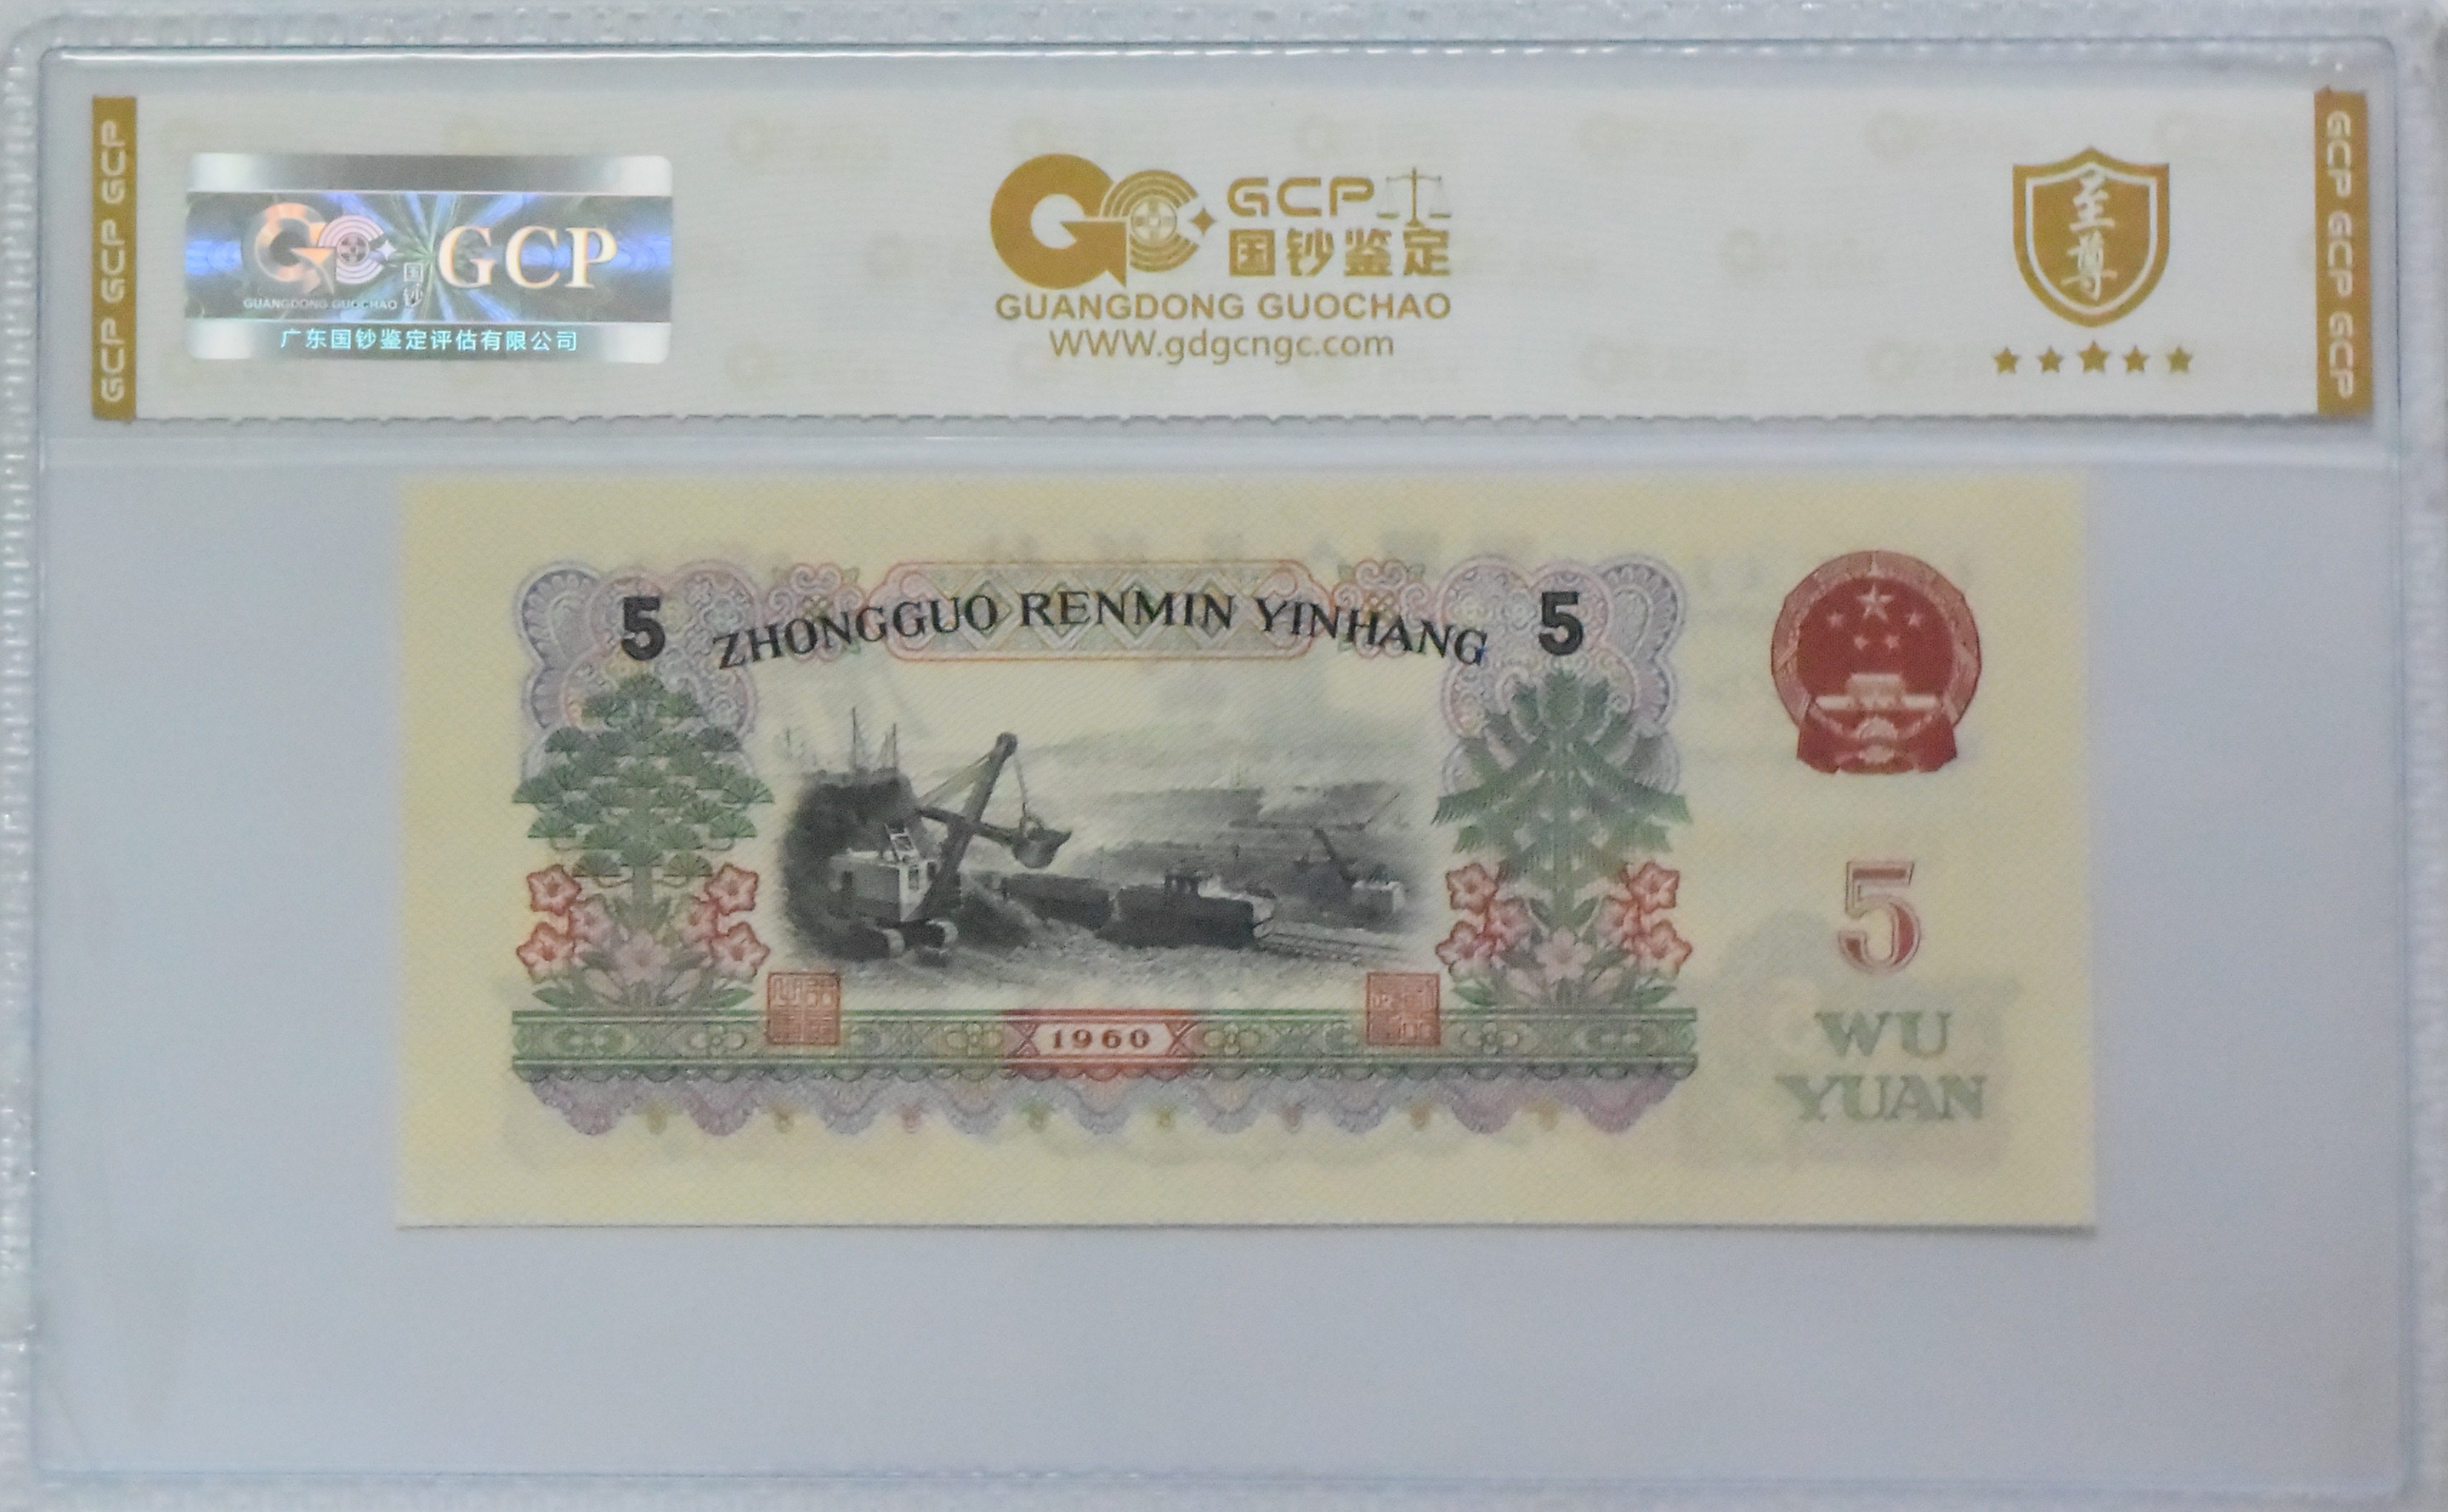 GCP GCP GCP
GCP
国钞
GUANGDONG GUOCHAO
广东国钞鉴定评估有限公司
GCP
国钞鉴定
GUANGDONG GUOCHAO
WWW.gdgcngc.com
至尊
GCP GCP GCP
5 ZHONGGUO RENMIN YINHANG 5
1960
5
WU
YUAN